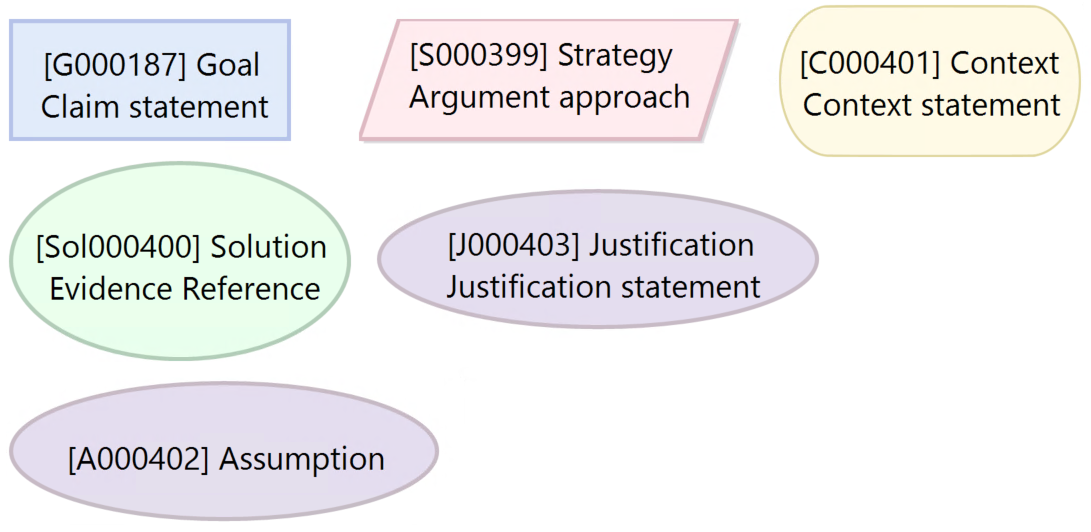 [G000187] Goal
Claim statement
[S000399] Strategy
Argument approach
[C000401] Context
Context statement
[Sol000400] Solution
Evidence Reference
[J000403] Justification
Justification statement
[A000402] Assumption